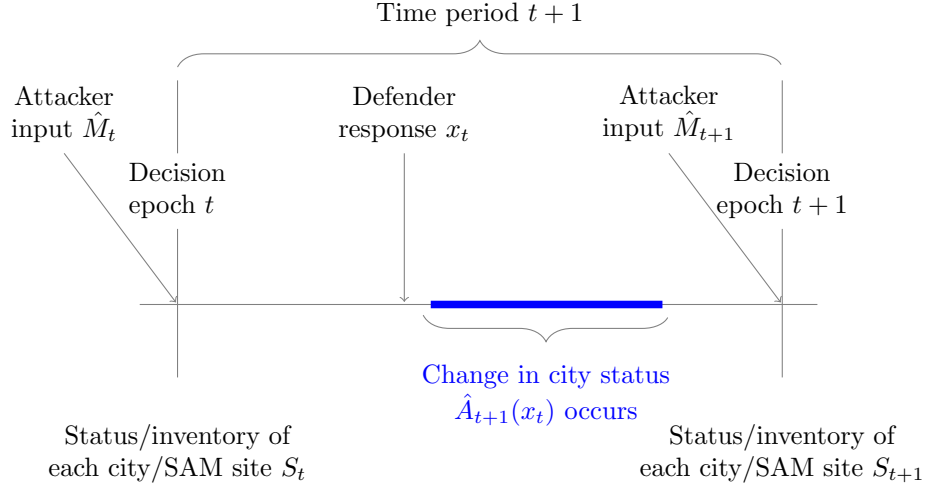 Time period t + 1
Attacker
input M̂_t
Defender
response x_t
Attacker
input M̂_{t+1}
Decision
epoch t
Decision
epoch t + 1
Change in city status
Â_{t+1}(x_t) occurs
Status/inventory of
each city/SAM site S_t
Status/inventory of
each city/SAM site S_{t+1}